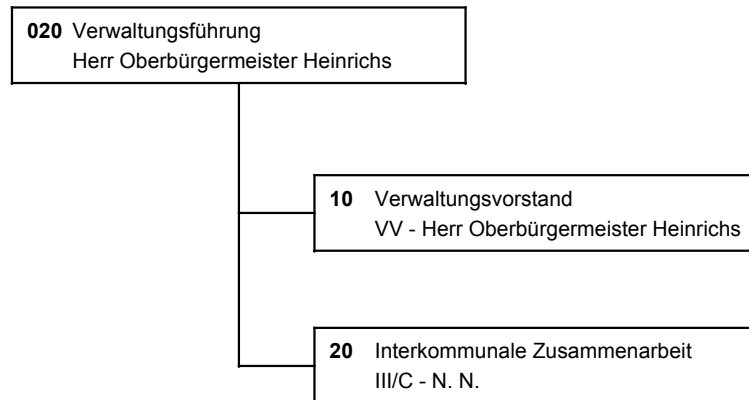 020 Verwaltungsführung
Herr Oberbürgermeister Heinrichs
10 Verwaltungsvorstand
VV - Herr Oberbürgermeister Heinrichs
20 Interkommunale Zusammenarbeit
III/C - N. N.